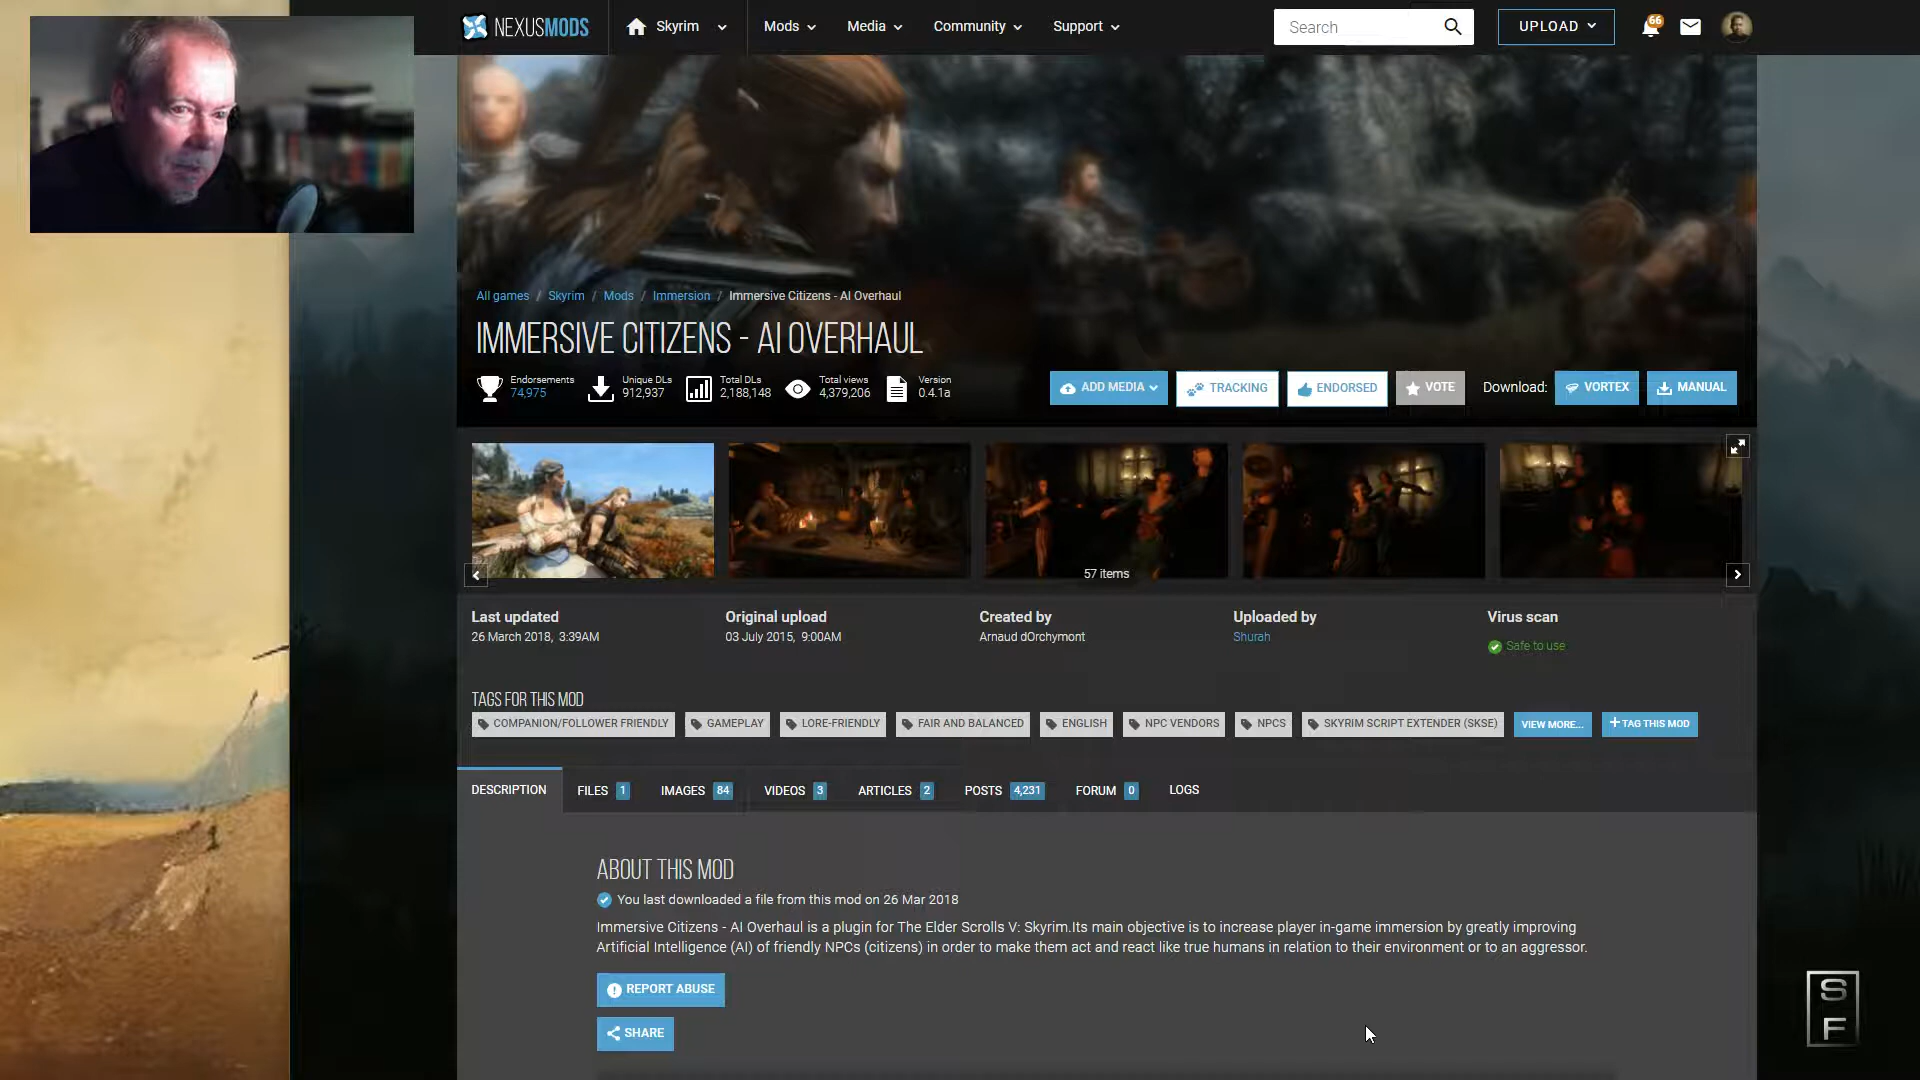 NEXUSMODS
Skyrim
Mods
Media
Community
Support
Search
UPLOAD
66
All games / Skyrim / Mods / Immersion / Immersive Citizens - AI Overhaul
IMMERSIVE CITIZENS - AI OVERHAUL
Endorsements
74,975
Unique DLs
912,937
Total DLs
2,188,148
Total views
4,379,206
Version
0.4.1a
ADD MEDIA
TRACKING
ENDORSED
VOTE
Download:
VORTEX
MANUAL
57 items
Last updated
26 March 2018, 3:39AM
Original upload
03 July 2015, 9:00AM
Created by
Arnaud dOrchymont
Uploaded by
Shurah
Virus scan
Safe to use
TAGS FOR THIS MOD
COMPANION/FOLLOWER FRIENDLY
GAMEPLAY
LORE-FRIENDLY
FAIR AND BALANCED
ENGLISH
NPC VENDORS
NPCS
SKYRIM SCRIPT EXTENDER (SKSE)
VIEW MORE...
+ TAG THIS MOD
DESCRIPTION
FILES 1
IMAGES 84
VIDEOS 3
ARTICLES 2
POSTS 4,231
FORUM 0
LOGS
ABOUT THIS MOD
You last downloaded a file from this mod on 26 Mar 2018
Immersive Citizens - AI Overhaul is a plugin for The Elder Scrolls V: Skyrim.Its main objective is to increase player in-game immersion by greatly improving
Artificial Intelligence (AI) of friendly NPCs (citizens) in order to make them act and react like true humans in relation to their environment or to an aggressor.
REPORT ABUSE
SHARE
S
F